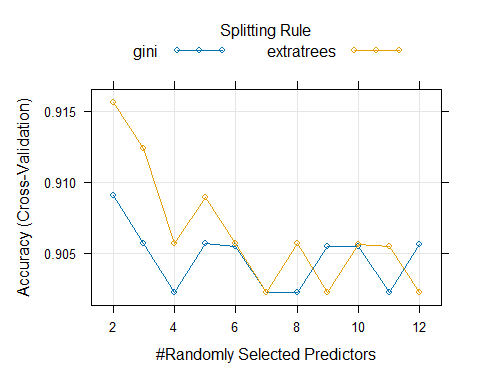 Splitting Rule
gini extratrees
Accuracy (Cross-Validation)
0.915
0.910
0.905
2 4 6 8 10 12
#Randomly Selected Predictors